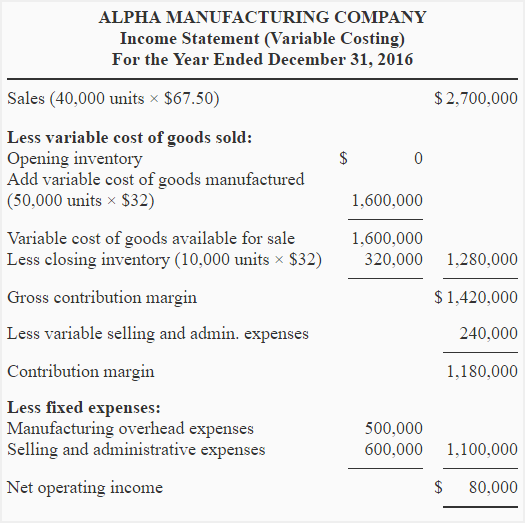 ALPHA MANUFACTURING COMPANY
Income Statement (Variable Costing)
For the Year Ended December 31, 2016
Sales (40,000 units × $67.50) $ 2,700,000
Less variable cost of goods sold:
Opening inventory $ 0
Add variable cost of goods manufactured
(50,000 units × $32) 1,600,000
Variable cost of goods available for sale 1,600,000
Less closing inventory (10,000 units × $32) 320,000 1,280,000
Gross contribution margin $ 1,420,000
Less variable selling and admin. expenses 240,000
Contribution margin 1,180,000
Less fixed expenses:
Manufacturing overhead expenses 500,000
Selling and administrative expenses 600,000 1,100,000
Net operating income $ 80,000